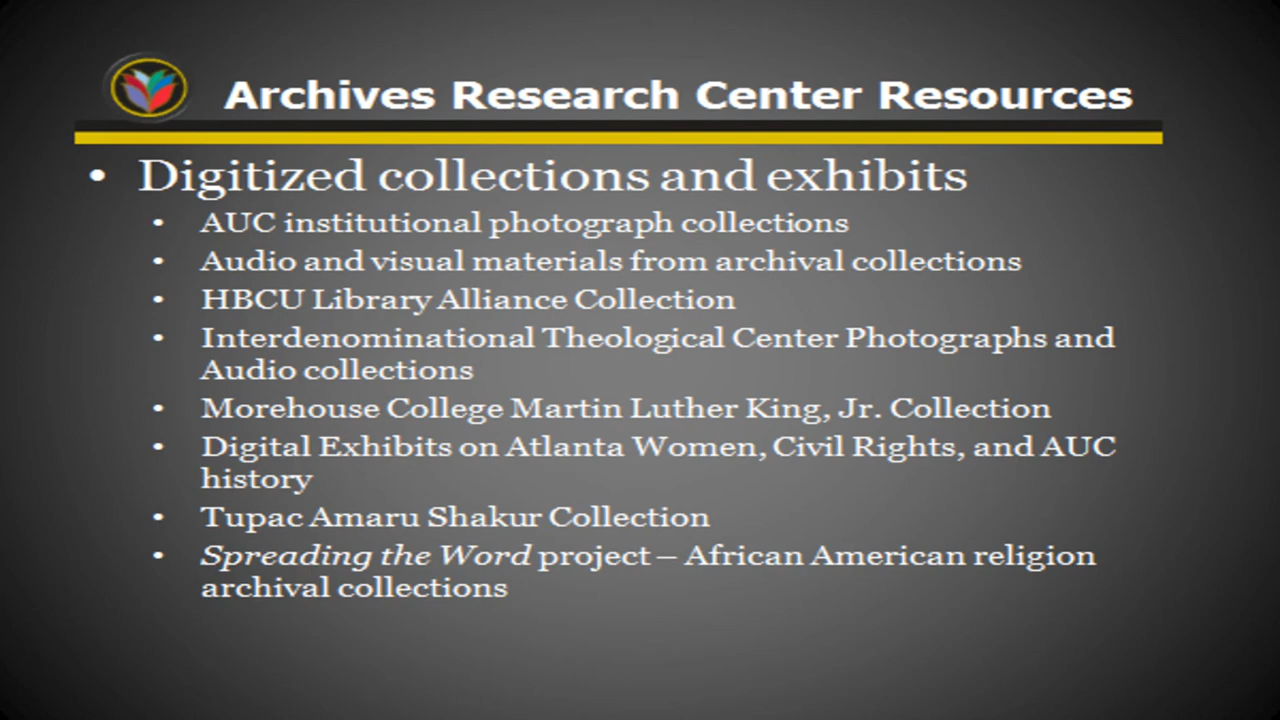 Archives Research Center Resources
• Digitized collections and exhibits
• AUC institutional photograph collections
• Audio and visual materials from archival collections
• HBCU Library Alliance Collection
• Interdenominational Theological Center Photographs and
Audio collections
• Morehouse College Martin Luther King, Jr. Collection
• Digital Exhibits on Atlanta Women, Civil Rights, and AUC
history
• Tupac Amaru Shakur Collection
• Spreading the Word project – African American religion
archival collections